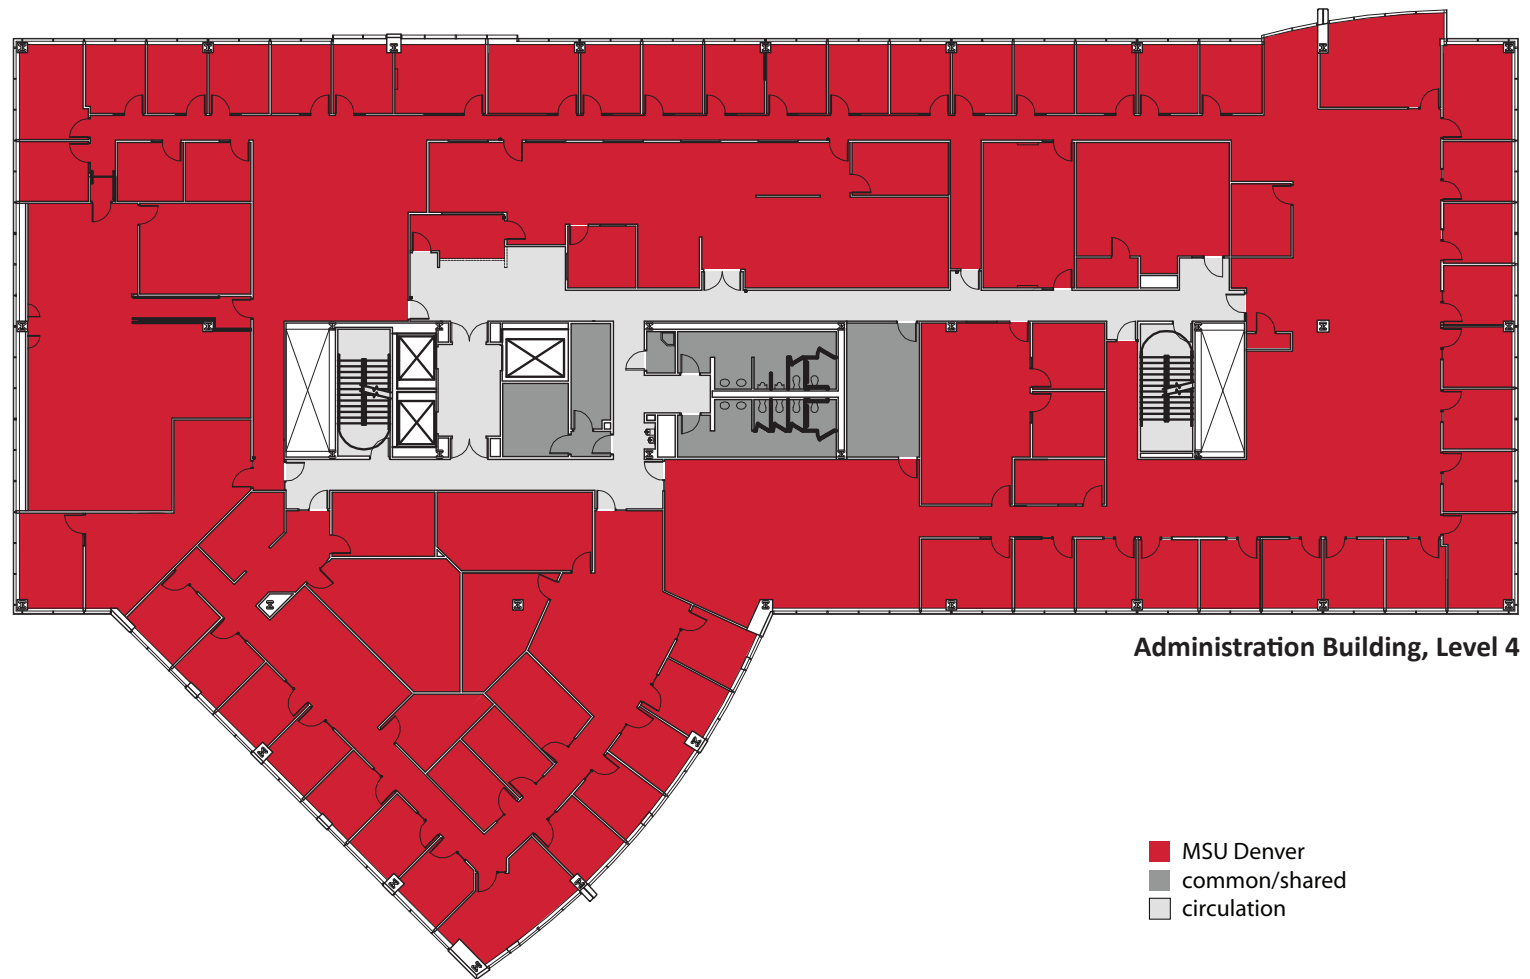 Administration Building, Level 4
MSU Denver
common/shared
circulation